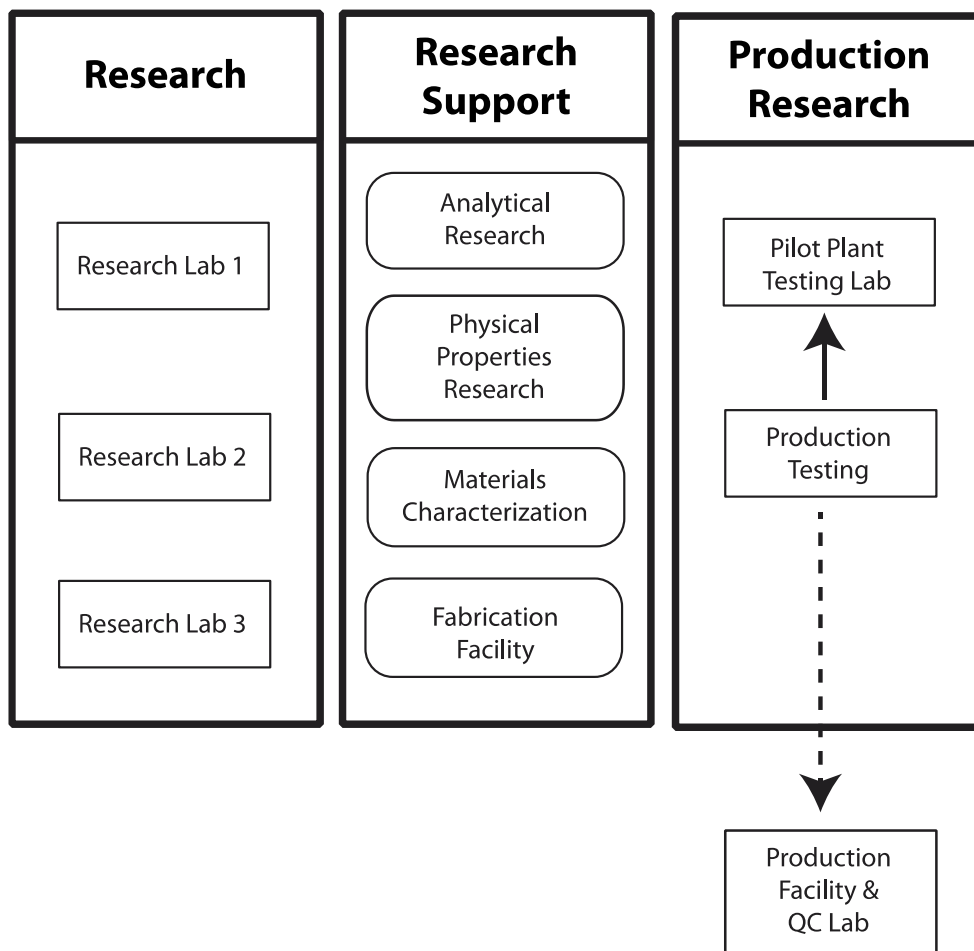 Research
Research
Support
Production
Research
Research Lab 1
Research Lab 2
Research Lab 3
Analytical
Research
Physical
Properties
Research
Materials
Characterization
Fabrication
Facility
Pilot Plant
Testing Lab
Production
Testing
Production
Facility &
QC Lab